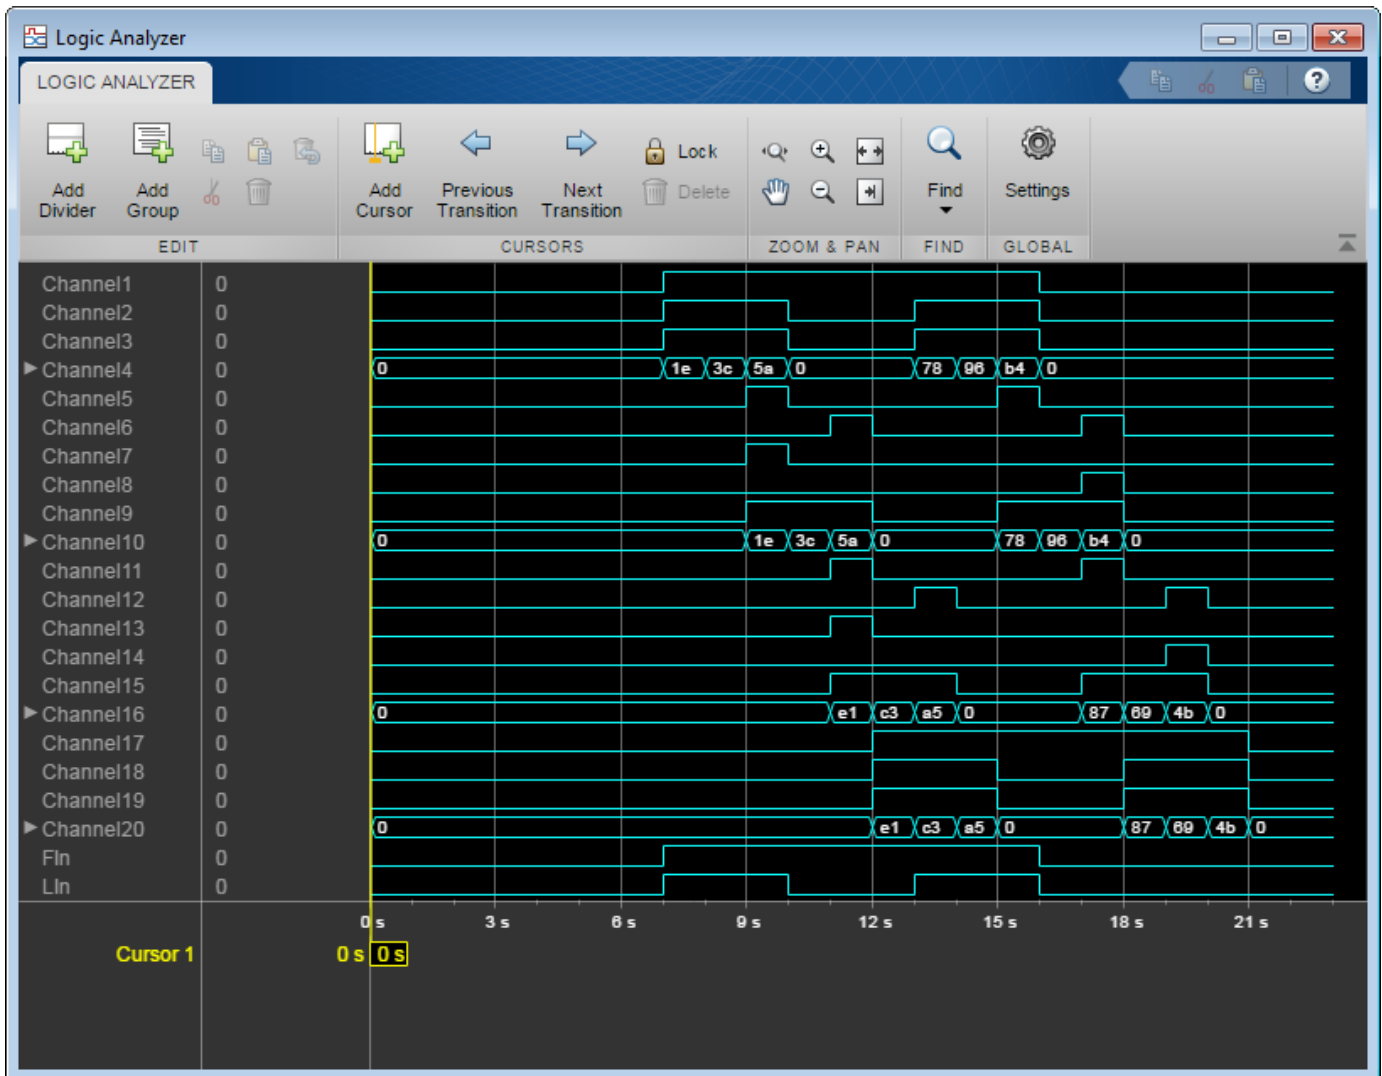 Logic Analyzer
LOGIC ANALYZER
?
Add Divider
Add Group
Add Cursor
Previous Transition
Next Transition
Lock
Delete
Find
Settings
EDIT
CURSORS
ZOOM & PAN
FIND
GLOBAL
Channel1 0
Channel2 0
Channel3 0
Channel4 0 0 1e 3c 5a 0 78 96 b4 0
Channel5 0
Channel6 0
Channel7 0
Channel8 0
Channel9 0
Channel10 0 0 1e 3c 5a 0 78 96 b4 0
Channel11 0
Channel12 0
Channel13 0
Channel14 0
Channel15 0
Channel16 0 0 e1 c3 a5 0 87 69 4b 0
Channel17 0
Channel18 0
Channel19 0
Channel20 0 0 e1 c3 a5 0 87 69 4b 0
FIn 0
LIn 0
0 s 3 s 6 s 9 s 12 s 15 s 18 s 21 s
Cursor 1 0 s 0 s